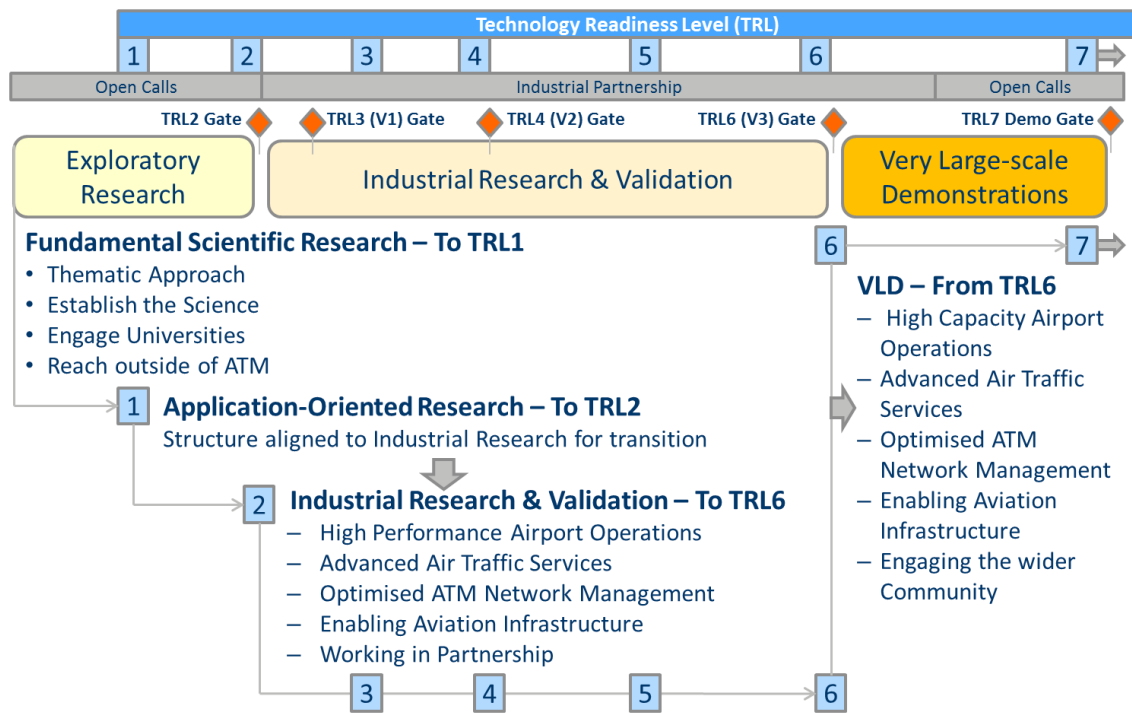 Technology Readiness Level (TRL)
1 2 3 4 5 6 7
Open Calls Industrial Partnership Open Calls
TRL2 Gate TRL3 (V1) Gate TRL4 (V2) Gate TRL6 (V3) Gate TRL7 Demo Gate
Exploratory
Research
Industrial Research & Validation
Very Large-scale
Demonstrations
Fundamental Scientific Research – To TRL1
• Thematic Approach
• Establish the Science
• Engage Universities
• Reach outside of ATM
1 Application-Oriented Research – To TRL2
Structure aligned to Industrial Research for transition
2 Industrial Research & Validation – To TRL6
– High Performance Airport Operations
– Advanced Air Traffic Services
– Optimised ATM Network Management
– Enabling Aviation Infrastructure
– Working in Partnership
3 4 5 6
6 7
VLD – From TRL6
– High Capacity Airport
Operations
– Advanced Air Traffic
Services
– Optimised ATM
Network Management
– Enabling Aviation
Infrastructure
– Engaging the wider
Community